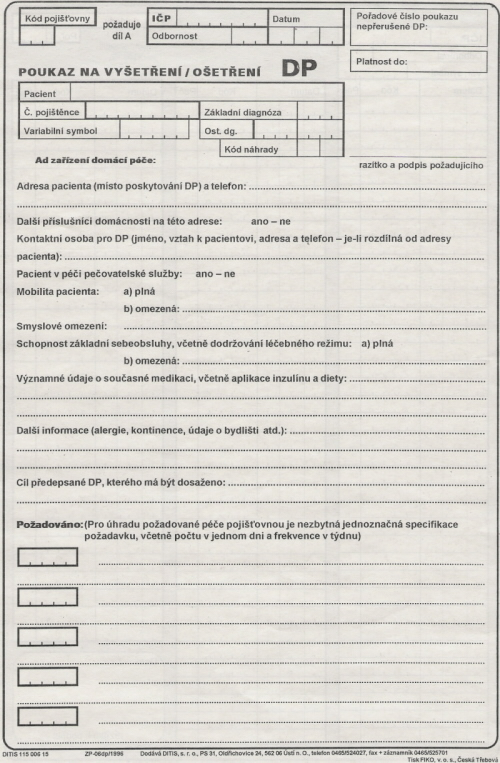 Kód pojišťovny
požaduje
díl A
IČP
Datum
Odbornost
Pořadové číslo poukazu
nepřerušené DP:
Platnost do:
POUKAZ NA VYŠETŘENÍ / OŠETŘENÍ DP
Pacient
Č. pojištěnce
Základní diagnóza
Variabilní symbol
Ost. dg.
Kód náhrady
Ad zařízení domácí péče:
razítko a podpis požadujícího
Adresa pacienta (místo poskytování DP) a telefon:
Další příslušníci domácnosti na této adrese: ano – ne
Kontaktní osoba pro DP (jméno, vztah k pacientovi, adresa a telefon – je-li rozdílná od adresy
pacienta):
Pacient v péči pečovatelské služby: ano – ne
Mobilita pacienta: a) plná
b) omezená:
Smyslové omezení:
Schopnost základní sebeobsluhy, včetně dodržování léčebného režimu: a) plná
b) omezená:
Významné údaje o současné medikaci, včetně aplikace inzulínu a diety:
Další informace (alergie, kontinence, údaje o bydlišti atd.):
Cíl předepsané DP, kterého má být dosaženo:
Požadováno: (Pro úhradu požadované péče pojišťovnou je nezbytná jednoznačná specifikace
požadavku, včetně počtu v jednom dni a frekvence v týdnu)
DITIS 115 006 15 ZP-06dp/1996 Dodává DITIS, s. r. o., PS 31, Oldřichovice 24, 562 06 Ústí n. O., telefon 0465/524027, fax + záznamník 0465/525701
Tisk FIKO, v. o. s., Česká Třebová